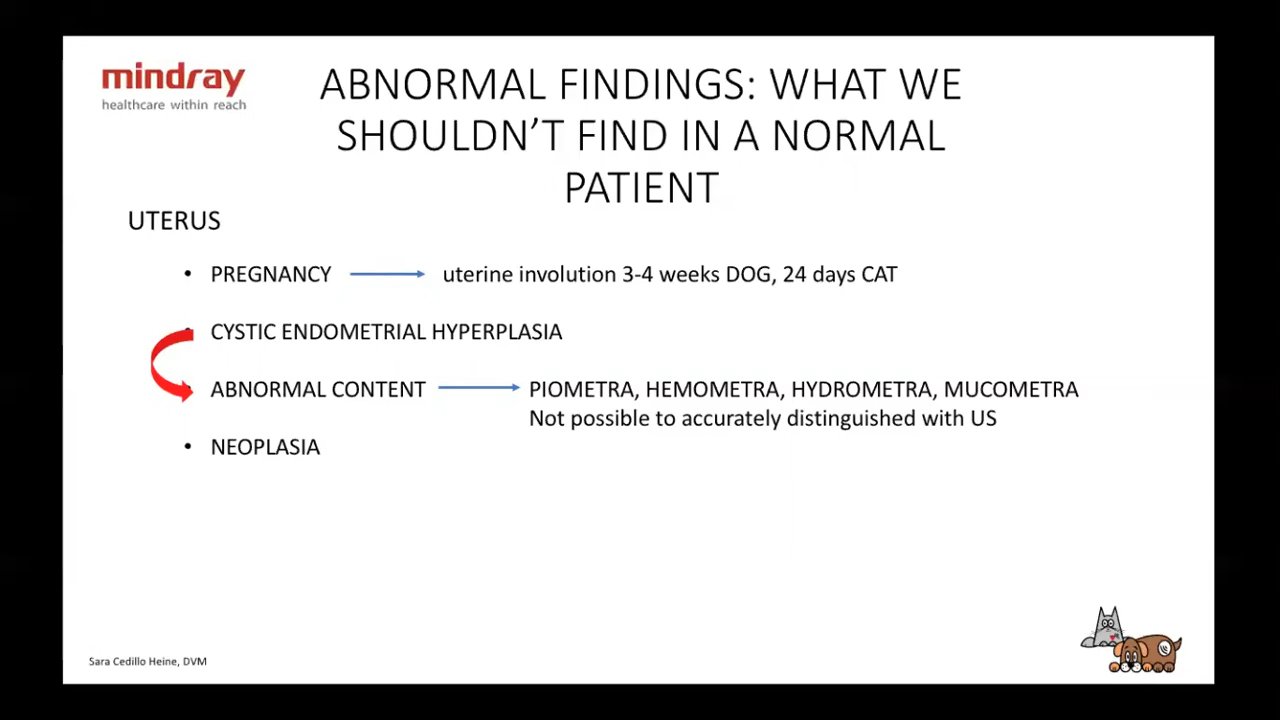 mindray
healthcare within reach
ABNORMAL FINDINGS: WHAT WE
SHOULDN’T FIND IN A NORMAL
PATIENT
UTERUS
• PREGNANCY
uterine involution 3-4 weeks DOG, 24 days CAT
• CYSTIC ENDOMETRIAL HYPERPLASIA
• ABNORMAL CONTENT
PIOMETRA, HEMOMETRA, HYDROMETRA, MUCOMETRA
Not possible to accurately distinguished with US
• NEOPLASIA
Sara Cedillo Heine, DVM